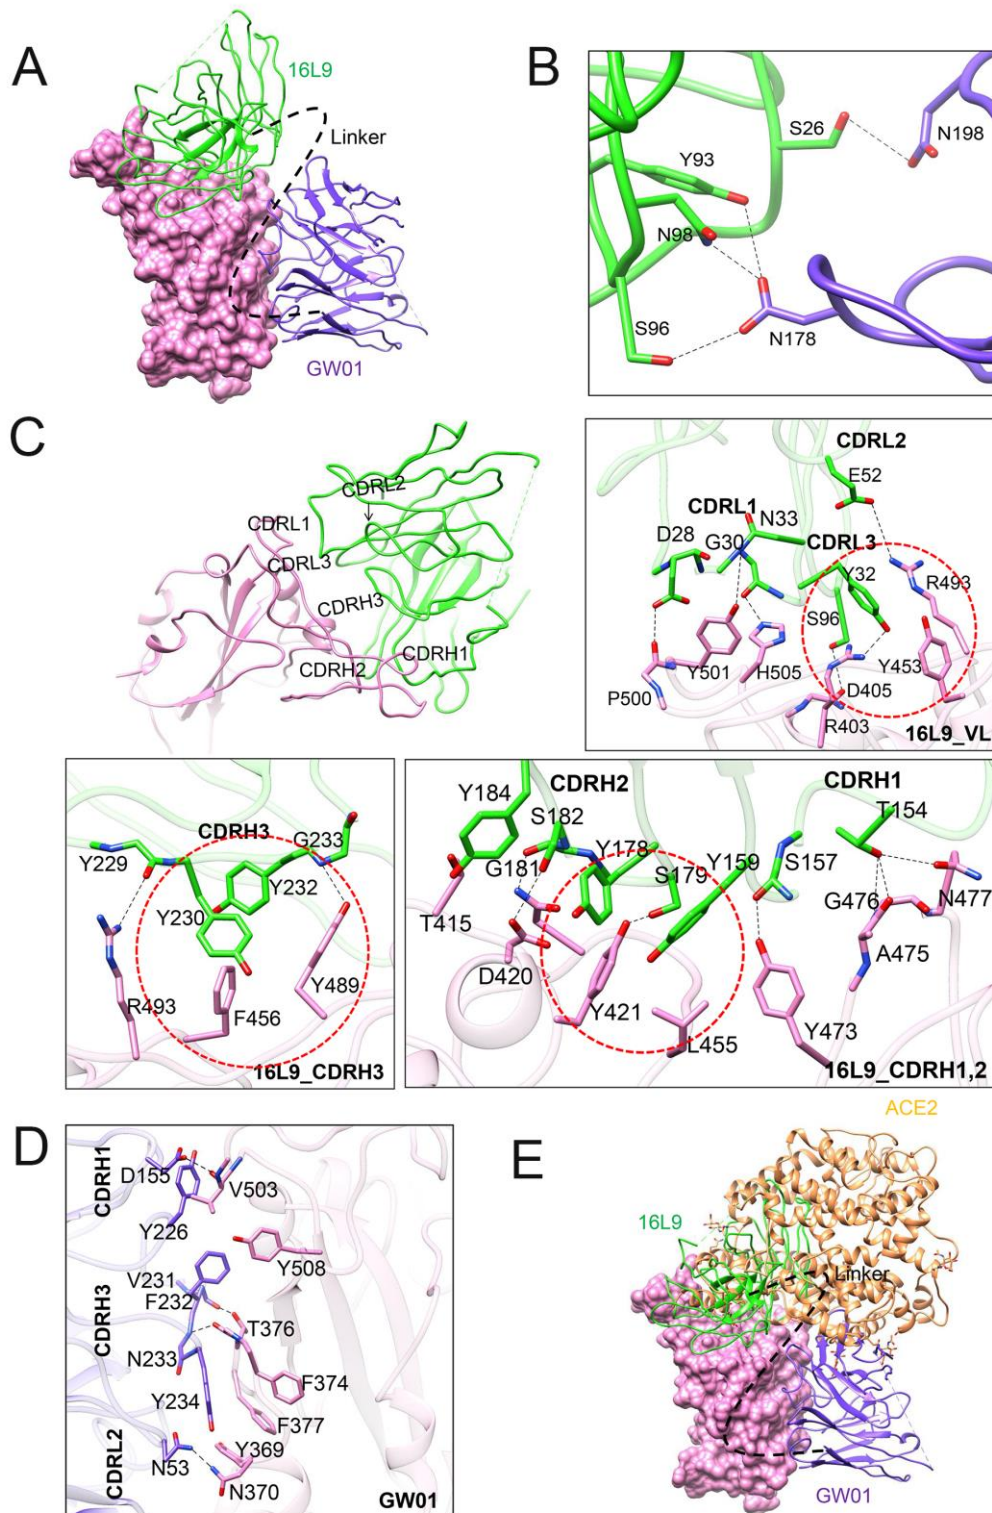 A
16L9
Linker
GW01
B
S26
N198
Y93
N98
S96
N178
C
CDRL2
CDRL1
CDRL3
CDRH3
CDRH2
CDRH1
CDRL2
E52
CDRL1
N33
D28
G30
CDRL3
Y32
R493
S96
Y501
H505
Y453
P500
D405
R403
16L9_VL
CDRH3
G233
Y229
Y232
Y230
Y489
R493
F456
16L9_CDRH3
Y184
CDRH2
CDRH1
S182
T154
Y178
Y159
S157
G181
S179
G476
N477
T415
A475
D420
Y421
L455
Y473
16L9_CDRH1,2
D
CDRH1
D155
V503
Y226
Y508
V231
CDRH3
F232
T376
N233
F374
Y234
F377
CDRL2
Y369
N53
N370
GW01
E
ACE2
16L9
Linker
GW01